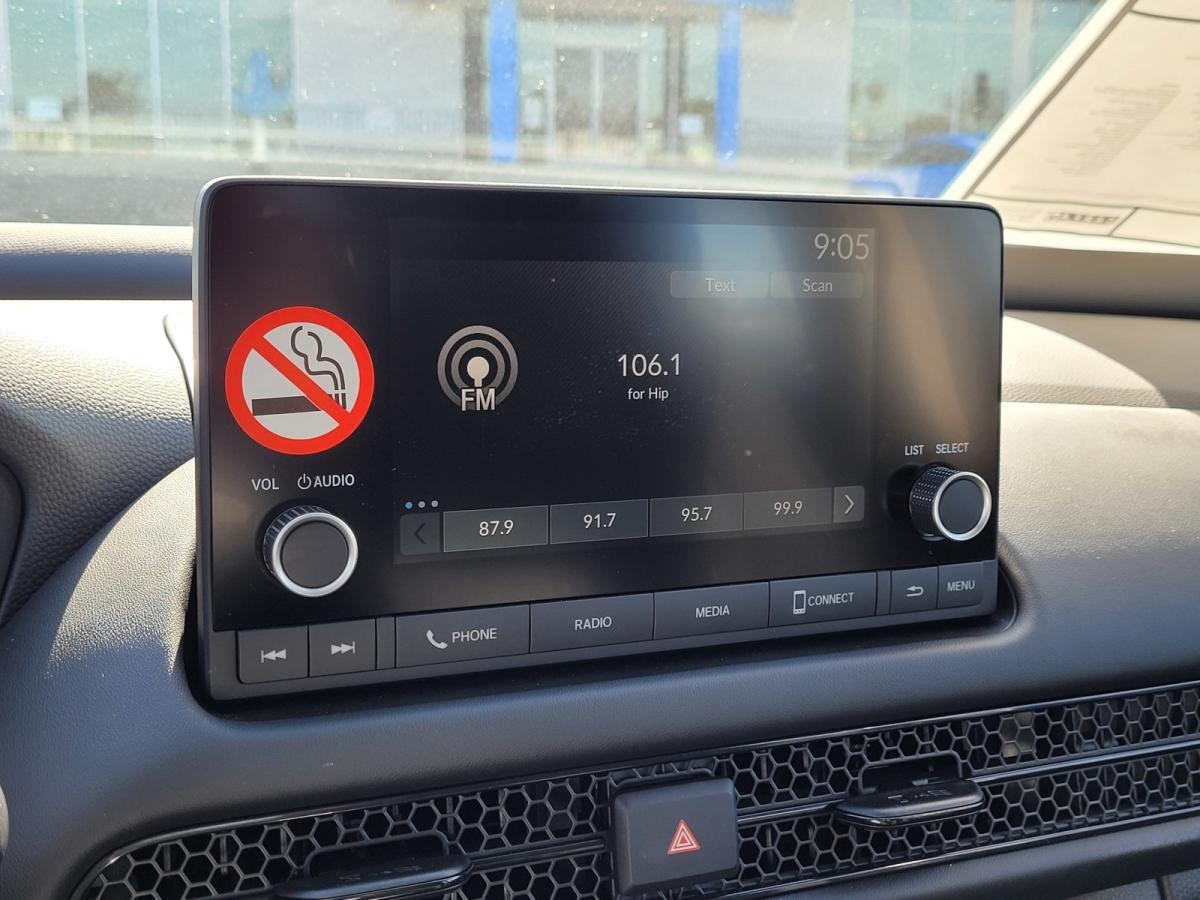 9:05
Text
Scan
106.1
for Hip
FM
LIST SELECT
VOL AUDIO
87.9
91.7
95.7
99.9
PHONE
RADIO
MEDIA
CONNECT
MENU